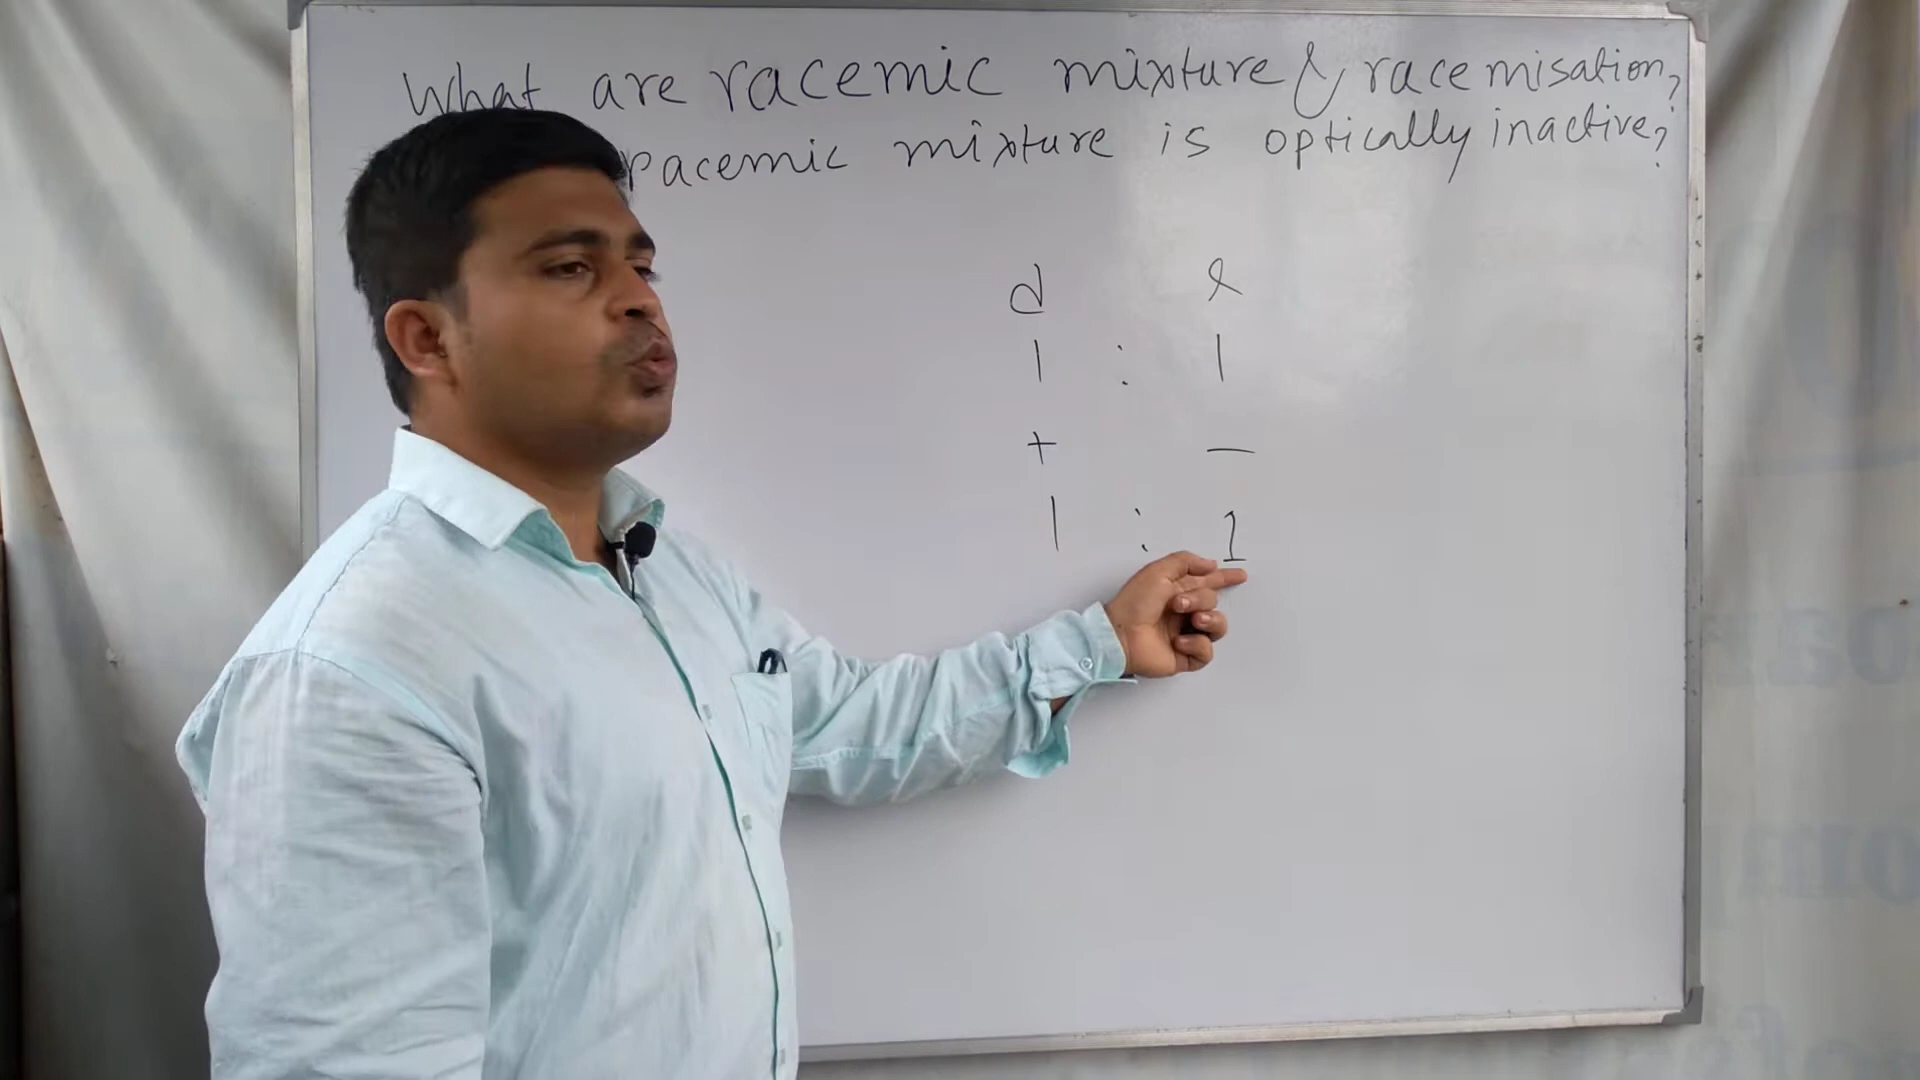 What are racemic mixture & racemisation?
racemic mixture is optically inactive?
d l
1 : 1
+ −
1 : 1